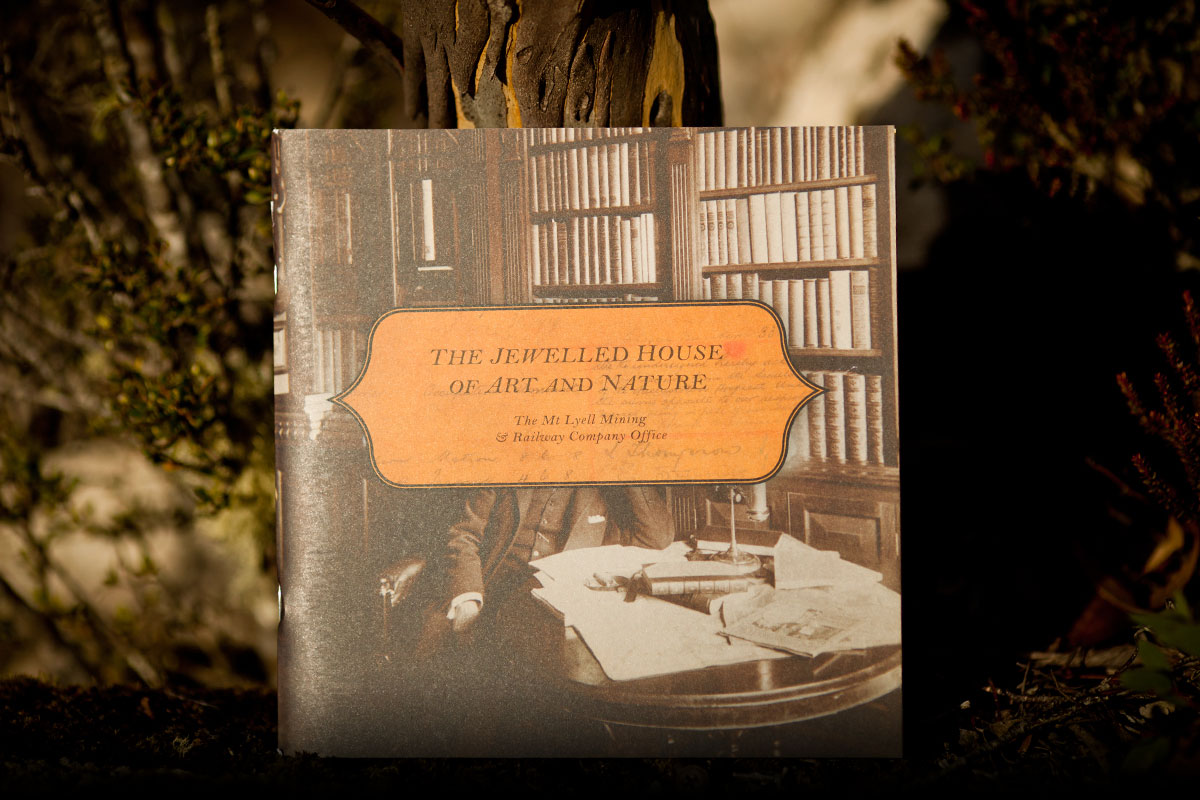 THE JEWELLED HOUSE
OF ART AND NATURE
The Mt Lyell Mining
& Railway Company Office